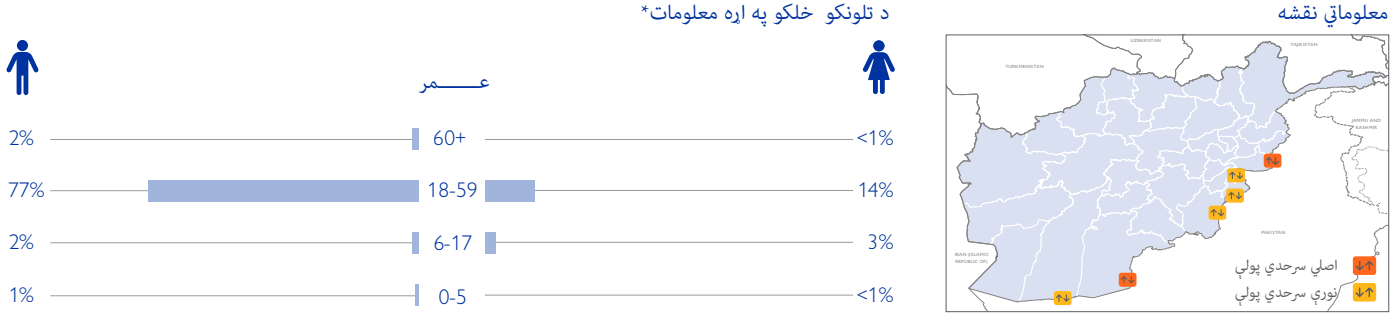 معلوماتي نقشه
د تلونکو خلکو په اړه معلومات*
عـــــــمر
2% 60+ <1%
77% 18-59 14%
2% 6-17 3%
1% 0-5 <1%
UZBEKISTAN
TAJIKISTAN
TURKMENISTAN
JAMMU AND
KASHMIR
PAKISTAN
IRAN (ISLAMIC
REPUBLIC OF)
اصلي سرحدي پولې
نورې سرحدي پولې